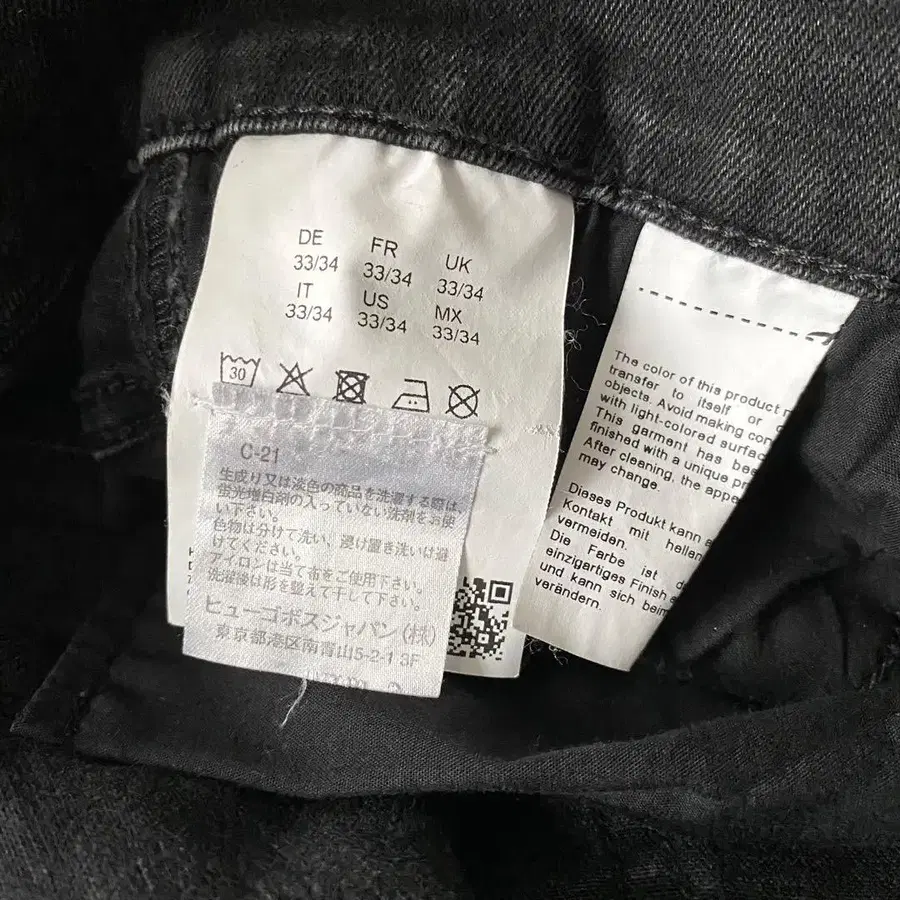 DE FR UK
33/34 33/34 33/34
IT US MX
33/34 33/34 33/34
30
C-21
生成り又は淡色の商品を洗濯する際は
蛍光増白剤の入っていない洗剤をお使
い下さい。
色物は分けて洗い、浸け置き洗いは避
けてください。
アイロンは当て布をご使用下さい。
洗濯後は形を整えて干して下さい。
ヒューゴボスジャパン(株)
東京都港区南青山5-2-1 3F
The color of this product
transfer to itself or
objects. Avoid making
with light-colored
This garment has
finished with a unique
After cleaning, the
may change.
Dieses Produkt kann
Kontakt mit hellen
vermeiden.
Die Farbe ist
einzigartiges Finish
und kann sich beim
verändern.